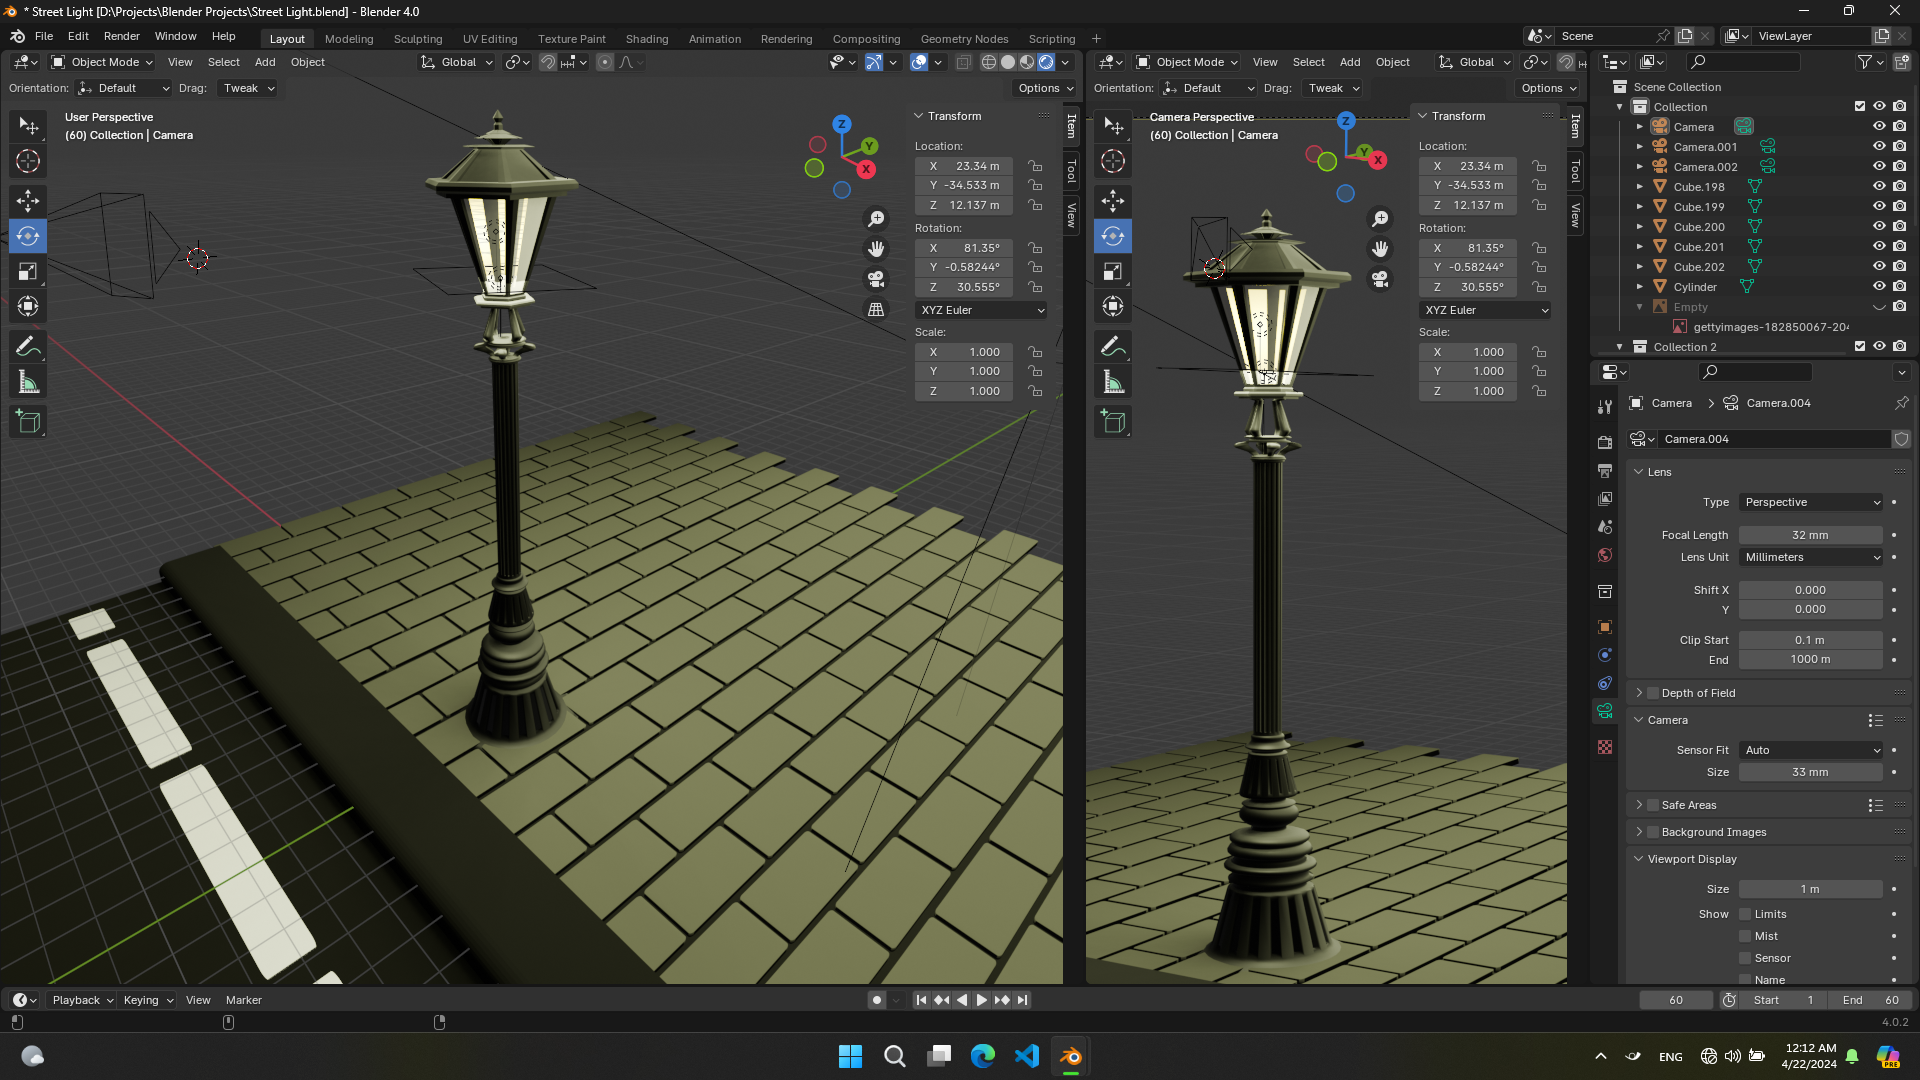 * Street Light [D:\Projects\Blender Projects\Street Light.blend] - Blender 4.0
File Edit Render Window Help Layout Modeling Sculpting UV Editing Texture Paint Shading Animation Rendering Compositing Geometry Nodes Scripting + Scene ViewLayer
Object Mode View Select Add Object Global
Orientation: Default Drag: Tweak Options
User Perspective
(60) Collection | Camera
Z
Y
X
Item
Tool
View
Transform
Location:
X 23.34 m
Y -34.533 m
Z 12.137 m
Rotation:
X 81.35°
Y -0.58244°
Z 30.555°
XYZ Euler
Scale:
X 1.000
Y 1.000
Z 1.000
Object Mode View Select Add Object Global
Orientation: Default Drag: Tweak Options
Camera Perspective
(60) Collection | Camera
Z
Y
X
Item
Tool
View
Transform
Location:
X 23.34 m
Y -34.533 m
Z 12.137 m
Rotation:
X 81.35°
Y -0.58244°
Z 30.555°
XYZ Euler
Scale:
X 1.000
Y 1.000
Z 1.000
Scene Collection
Collection
Camera
Camera.001
Camera.002
Cube.198
Cube.199
Cube.200
Cube.201
Cube.202
Cylinder
Empty
gettyimages-182850067-204
Collection 2
Camera > Camera.004
Camera.004
Lens
Type Perspective
Focal Length 32 mm
Lens Unit Millimeters
Shift X 0.000
Y 0.000
Clip Start 0.1 m
End 1000 m
Depth of Field
Camera
Sensor Fit Auto
Size 33 mm
Safe Areas
Background Images
Viewport Display
Size 1 m
Show Limits
Mist
Sensor
Name
Playback Keying View Marker 60 Start 1 End 60
4.0.2
ENG
12:12 AM
4/22/2024
PRE